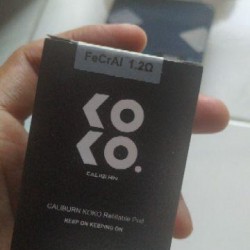 FeCrAl 1.2Ω
KO
KO.
CALIBURN
CALIBURN KOKO Refillable Pod
KEEP ON KEEPING ON